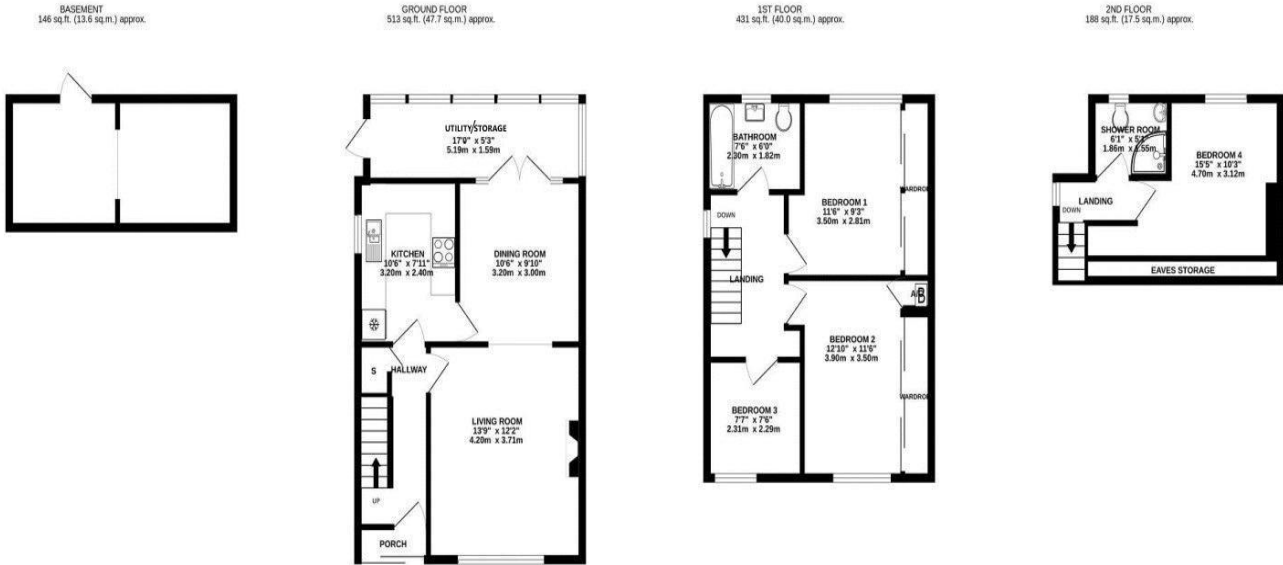 BASEMENT
146 sq.ft. (13.6 sq.m.) approx.
GROUND FLOOR
513 sq.ft. (47.7 sq.m.) approx.
1ST FLOOR
431 sq.ft. (40.0 sq.m.) approx.
2ND FLOOR
188 sq.ft. (17.5 sq.m.) approx.
UTILITY/STORAGE
17'0" x 5'3"
5.19m x 1.59m
KITCHEN
10'6" x 7'11"
3.20m x 2.40m
DINING ROOM
10'6" x 9'10"
3.20m x 3.00m
S
HALLWAY
LIVING ROOM
13'9" x 12'2"
4.20m x 3.71m
UP
PORCH
BATHROOM
7'6" x 6'0"
2.30m x 1.82m
BEDROOM 1
11'6" x 9'3"
3.50m x 2.81m
DOWN
LANDING
B
BEDROOM 2
12'10" x 11'6"
3.90m x 3.50m
BEDROOM 3
7'7" x 7'6"
2.31m x 2.29m
SHOWER ROOM
6'1" x 5'1"
1.86m x 1.55m
BEDROOM 4
15'5" x 10'3"
4.70m x 3.12m
LANDING
DOWN
EAVES STORAGE